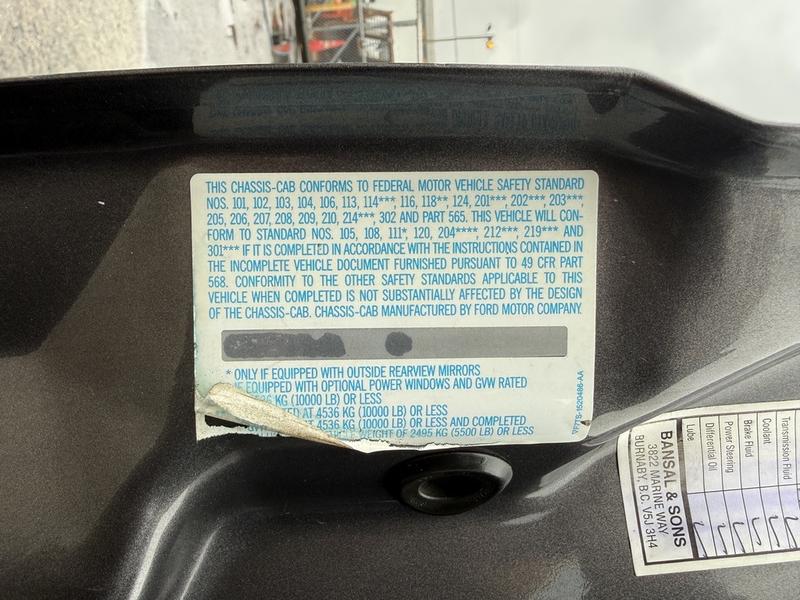 THIS CHASSIS-CAB CONFORMS TO FEDERAL MOTOR VEHICLE SAFETY STANDARD
NOS. 101, 102, 103, 104, 106, 113, 114***, 116, 118**, 124, 201***, 202***, 203***,
205, 206, 207, 208, 209, 210, 214***, 302 AND PART 565. THIS VEHICLE WILL CON-
FORM TO STANDARD NOS. 105, 108, 111*, 120, 204****, 212***, 219*** AND
301*** IF IT IS COMPLETED IN ACCORDANCE WITH THE INSTRUCTIONS CONTAINED IN
THE INCOMPLETE VEHICLE DOCUMENT FURNISHED PURSUANT TO 49 CFR PART
568. CONFORMITY TO THE OTHER SAFETY STANDARDS APPLICABLE TO THIS
VEHICLE WHEN COMPLETED IS NOT SUBSTANTIALLY AFFECTED BY THE DESIGN
OF THE CHASSIS-CAB. CHASSIS-CAB MANUFACTURED BY FORD MOTOR COMPANY.
* ONLY IF EQUIPPED WITH OUTSIDE REARVIEW MIRRORS
IF EQUIPPED WITH OPTIONAL POWER WINDOWS AND GVW RATED
KG (10000 LB) OR LESS
AT 4536 KG (10000 LB) OR LESS
4536 KG (10000 LB) OR LESS AND COMPLETED
WEIGHT OF 2495 KG (5500 LB) OR LESS
BANSAL & SONS
3822 MARINE WAY
BURNABY, B.C. V5J 3H4
Lube
Differential Oil
Power Steering
Brake Fluid
Coolant
Transmission Fluid